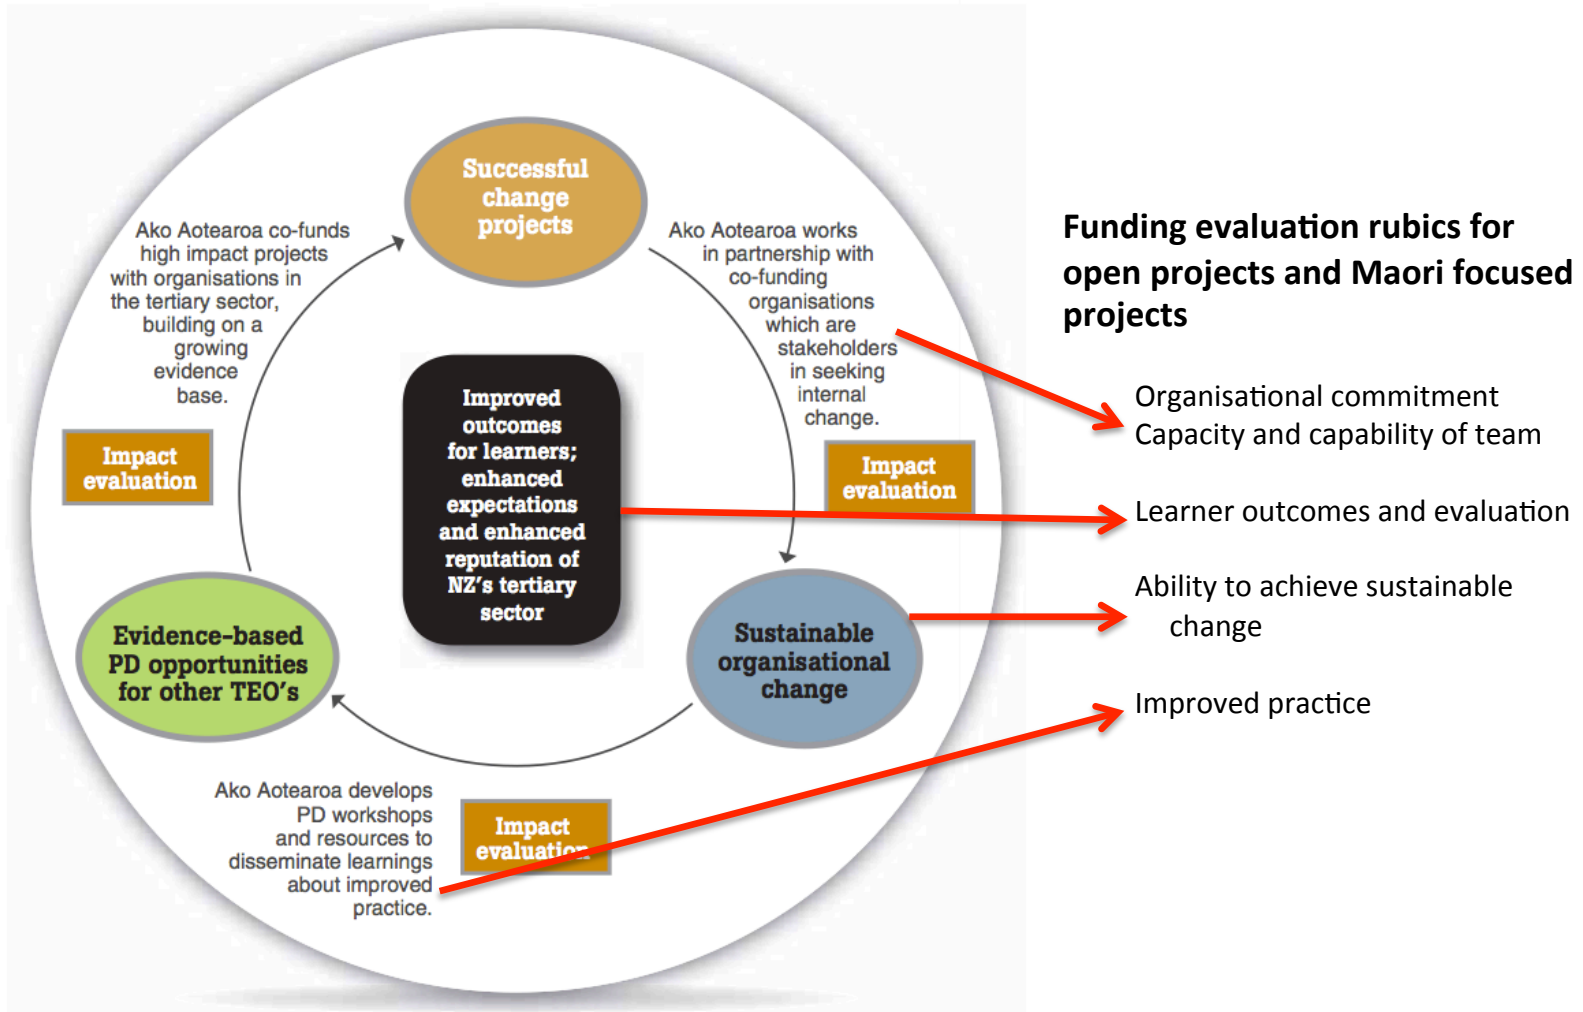 Successful
change
projects
Ako Aotearoa co-funds
high impact projects
with organisations in
the tertiary sector,
building on a
growing
evidence
base.
Ako Aotearoa works
in partnership with
co-funding
organisations
which are
stakeholders
in seeking
internal
change.
Impact
evaluation
Improved
outcomes
for learners;
enhanced
expectations
and enhanced
reputation of
NZ's tertiary
sector
Impact
evaluation
Evidence-based
PD opportunities
for other TEO's
Sustainable
organisational
change
Ako Aotearoa develops
PD workshops
and resources to
disseminate learnings
about improved
practice.
Impact
evaluation
Funding evaluation rubics for
open projects and Maori focused
projects
Organisational commitment
Capacity and capability of team
Learner outcomes and evaluation
Ability to achieve sustainable
change
Improved practice